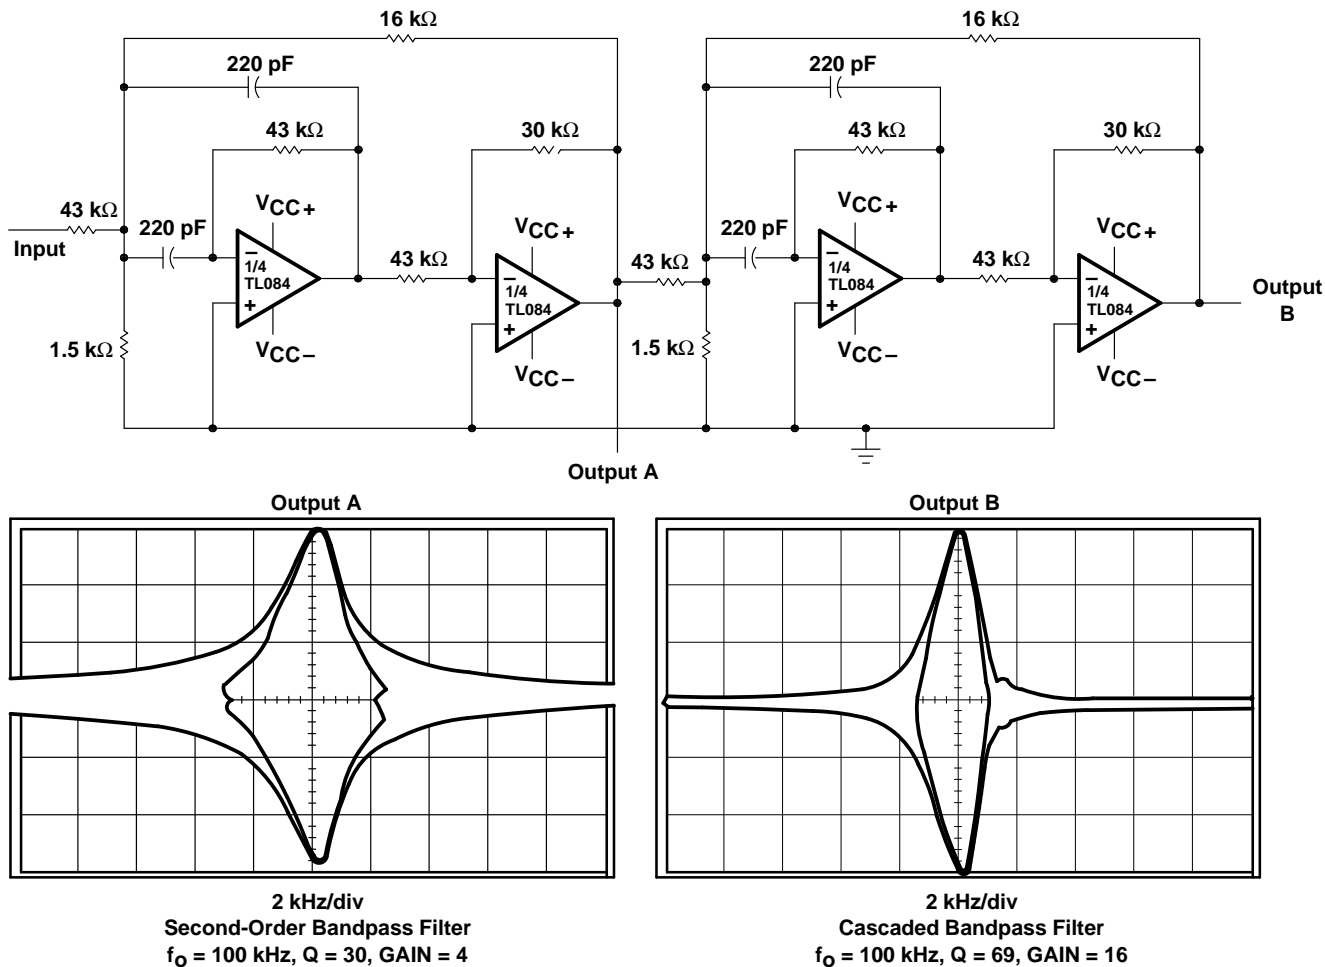 16 kΩ
16 kΩ
220 pF
220 pF
43 kΩ
30 kΩ
43 kΩ
30 kΩ
43 kΩ
Input
220 pF
VCC+
–
1/4
TL084
+
VCC–
1.5 kΩ
43 kΩ
VCC+
–
1/4
TL084
+
VCC–
43 kΩ
220 pF
VCC+
–
1/4
TL084
+
VCC–
1.5 kΩ
43 kΩ
VCC+
–
1/4
TL084
+
VCC–
Output
B
Output A
Output A
Output B
2 kHz/div
Second-Order Bandpass Filter
fo = 100 kHz, Q = 30, GAIN = 4
2 kHz/div
Cascaded Bandpass Filter
fo = 100 kHz, Q = 69, GAIN = 16